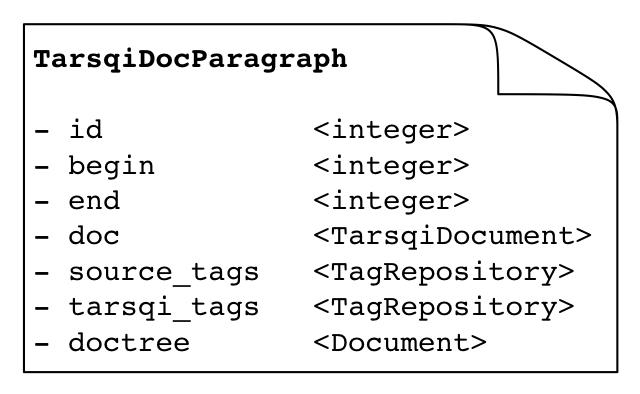 TarsqiDocParagraph
- id <integer>
- begin <integer>
- end <integer>
- doc <TarsqiDocument>
- source_tags <TagRepository>
- tarsqi_tags <TagRepository>
- doctree <Document>